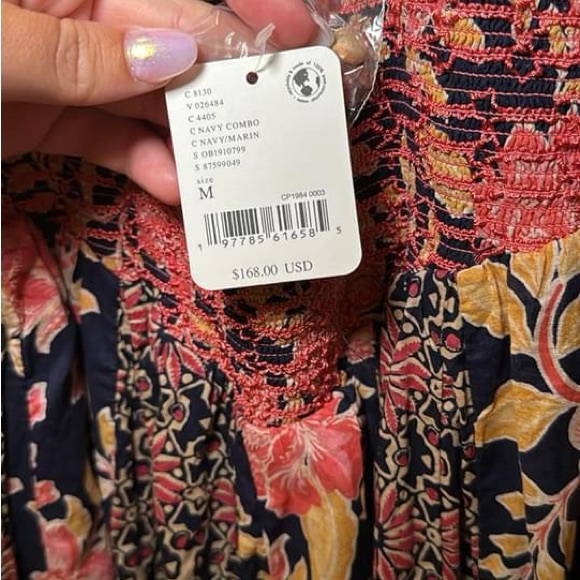 C 8130
V 026484
C 4405
C NAVY COMBO
C NAVY/MARIN
S OB1910799
S 87599049
size
M
CP1984 0003
1 97785 61658 5
$168.00 USD